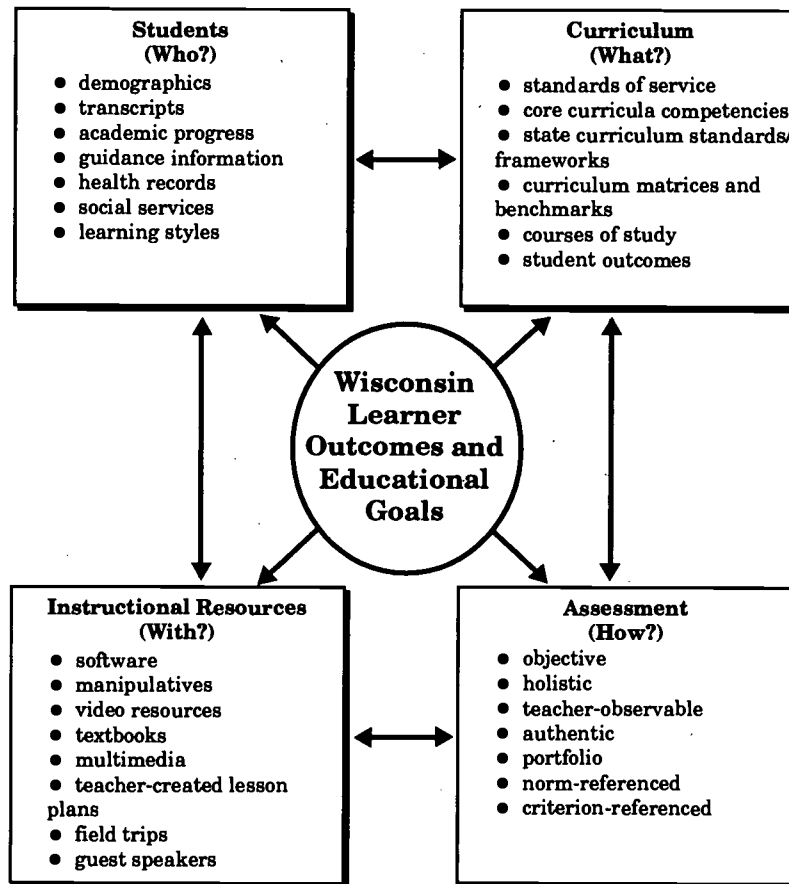 Students
(Who?)
● demographics
● transcripts
● academic progress
● guidance information
● health records
● social services
● learning styles
Curriculum
(What?)
● standards of service
● core curricula competencies
● state curriculum standards/
frameworks
● curriculum matrices and
benchmarks
● courses of study
● student outcomes
Wisconsin
Learner
Outcomes and
Educational
Goals
Instructional Resources
(With?)
● software
● manipulatives
● video resources
● textbooks
● multimedia
● teacher-created lesson
plans
● field trips
● guest speakers
Assessment
(How?)
● objective
● holistic
● teacher-observable
● authentic
● portfolio
● norm-referenced
● criterion-referenced